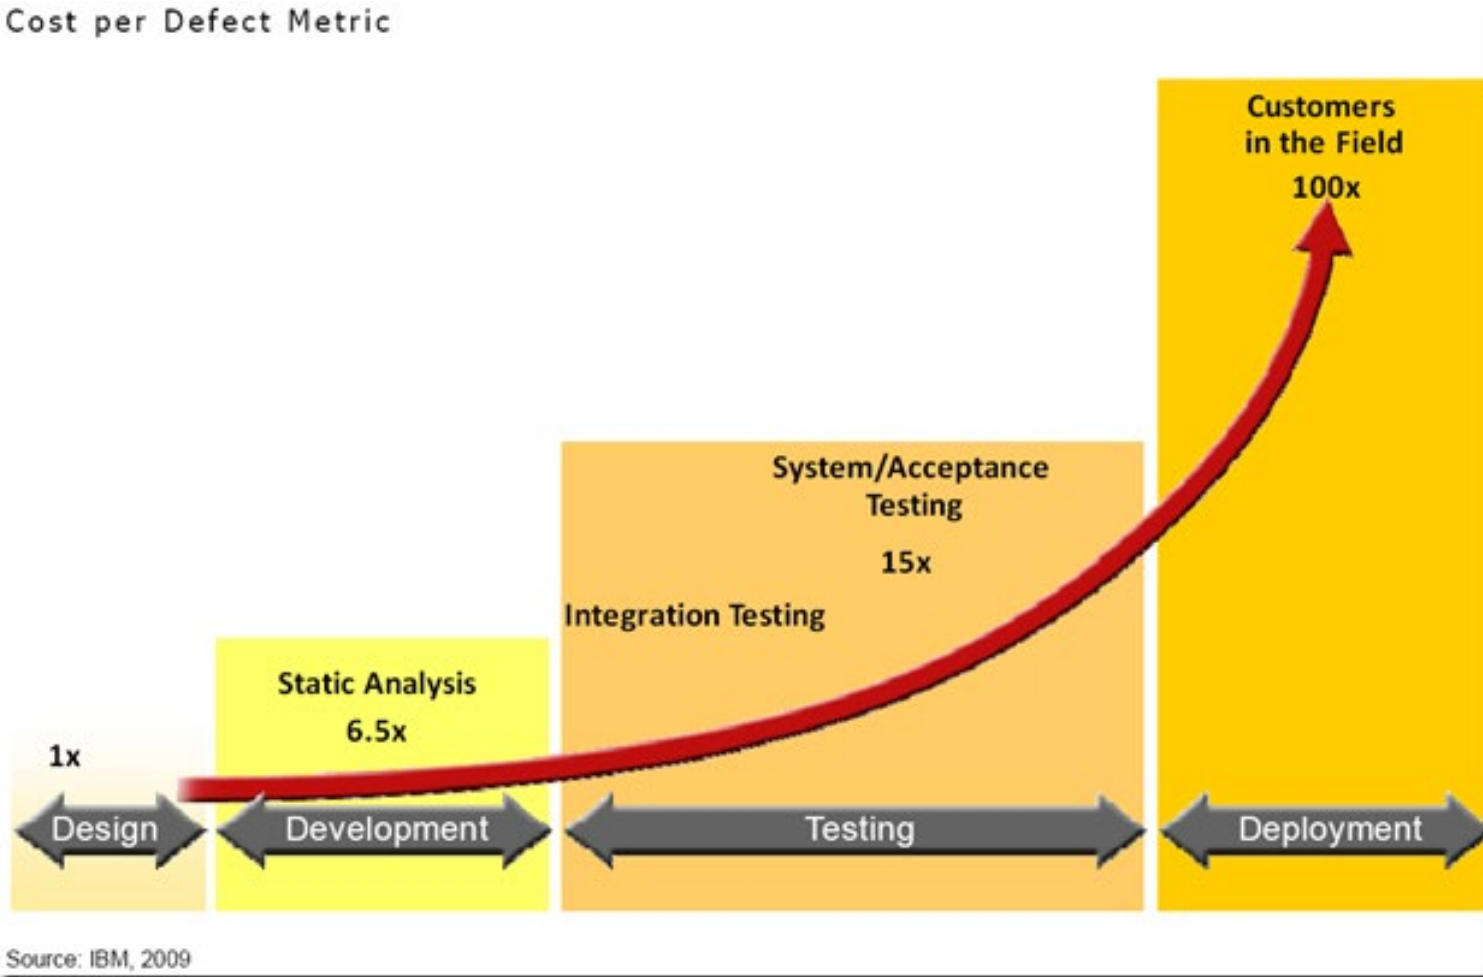 Cost per Defect Metric
Customers
in the Field
100x
System/Acceptance
Testing
15x
Integration Testing
Static Analysis
6.5x
1x
Design
Development
Testing
Deployment
Source: IBM, 2009